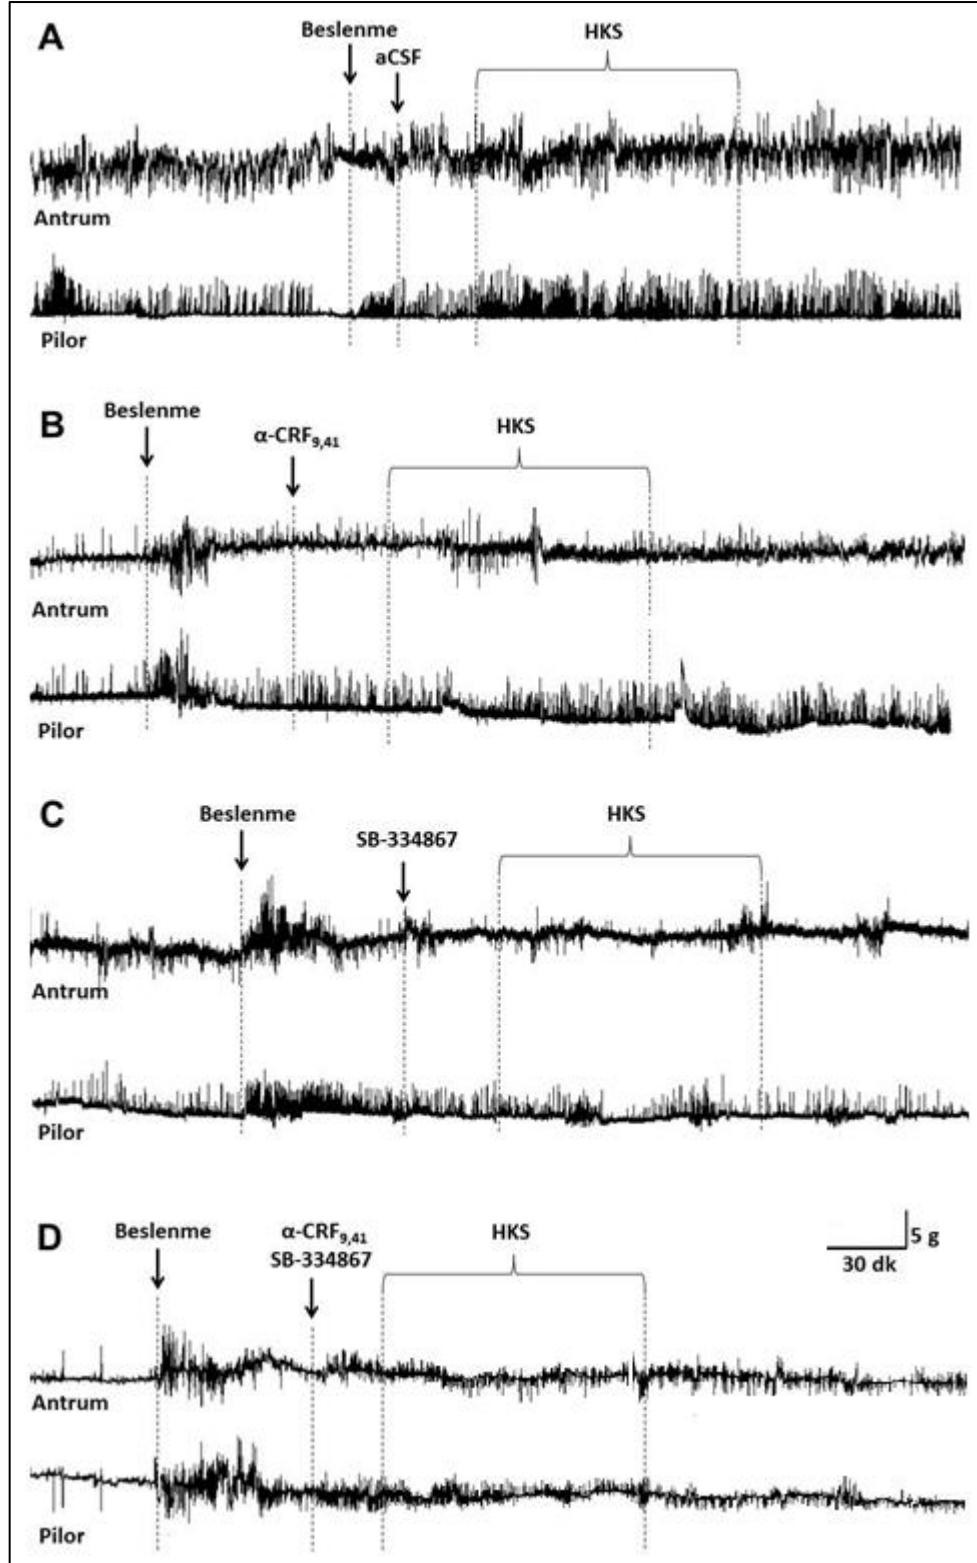 A
Beslenme
aCSF
HKS
Antrum
Pilor
B
Beslenme
α-CRF9,41
HKS
Antrum
Pilor
C
Beslenme
SB-334867
HKS
Antrum
Pilor
D
Beslenme
α-CRF9,41
SB-334867
HKS
5 g
30 dk
Antrum
Pilor